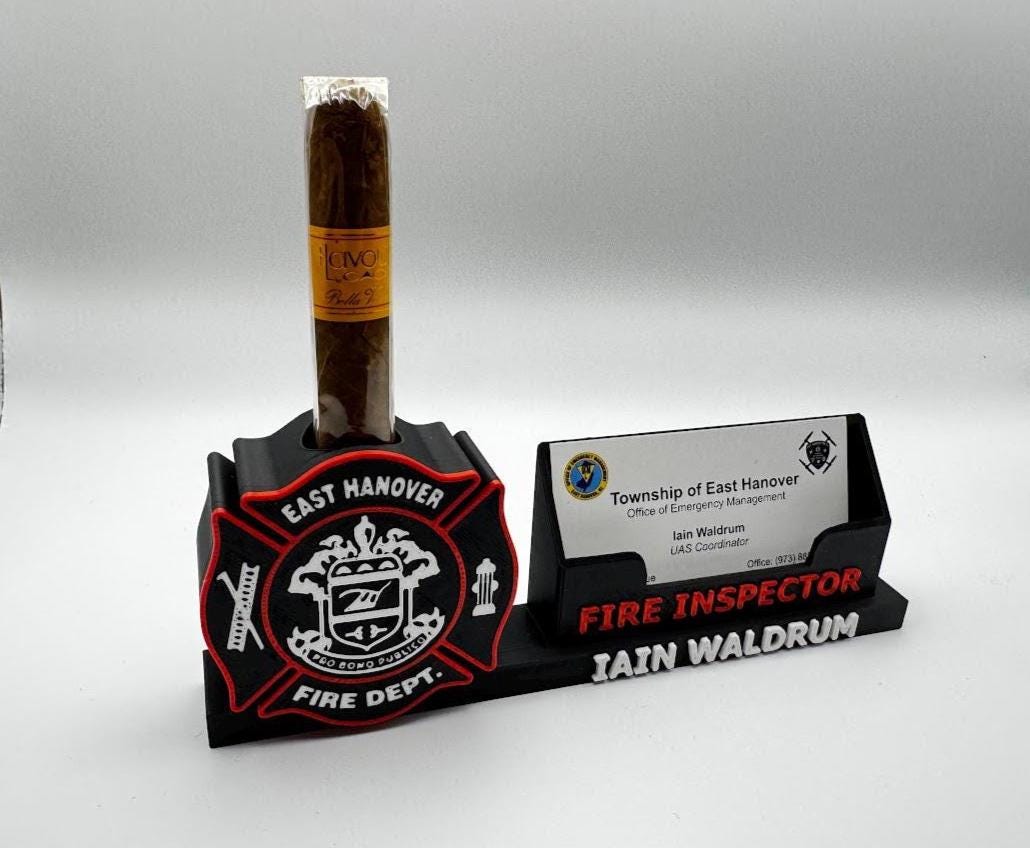 EAST HANOVER
PRO BONO PUBLICO
FIRE DEPT.
Township of East Hanover
Office of Emergency Management
Iain Waldrum
UAS Coordinator
Office: (973)
FIRE INSPECTOR
IAIN WALDRUM
Bella